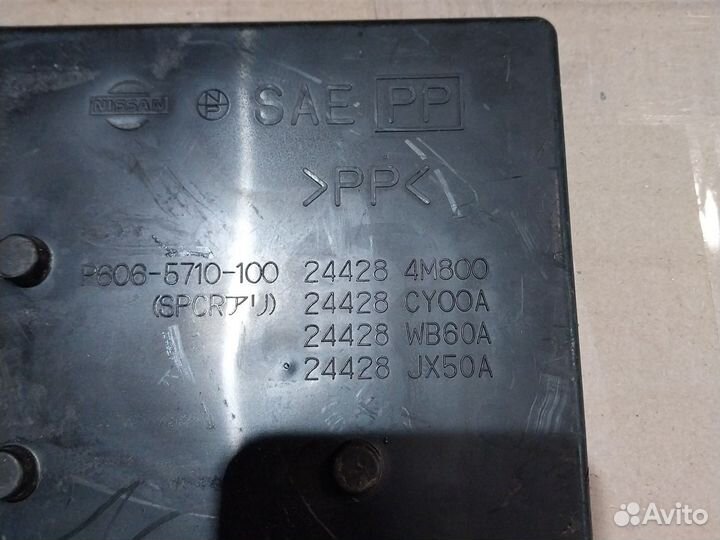 NISSAN NP SAE PP
>PP<
P606-5710-100 24428 4M800
(SPCRアリ) 24428 CY00A
24428 WB60A
24428 JX50A
Avito